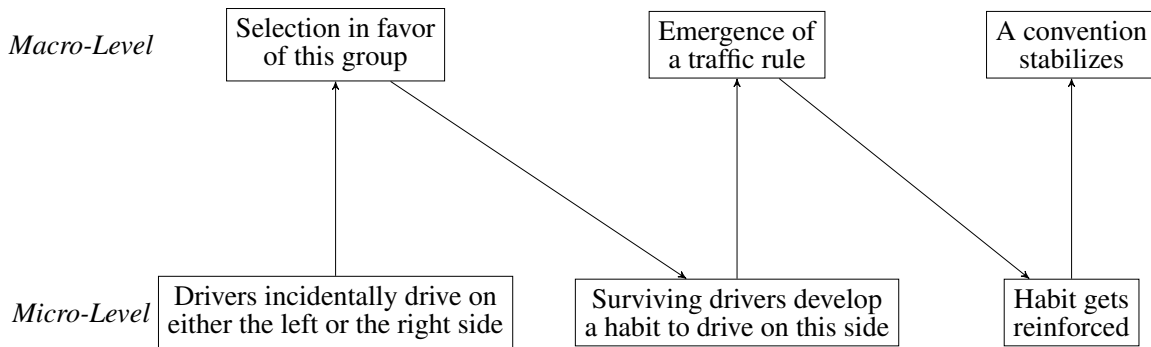 Macro-Level
Selection in favor
of this group
Emergence of
a traffic rule
A convention
stabilizes
Micro-Level
Drivers incidentally drive on
either the left or the right side
Surviving drivers develop
a habit to drive on this side
Habit gets
reinforced